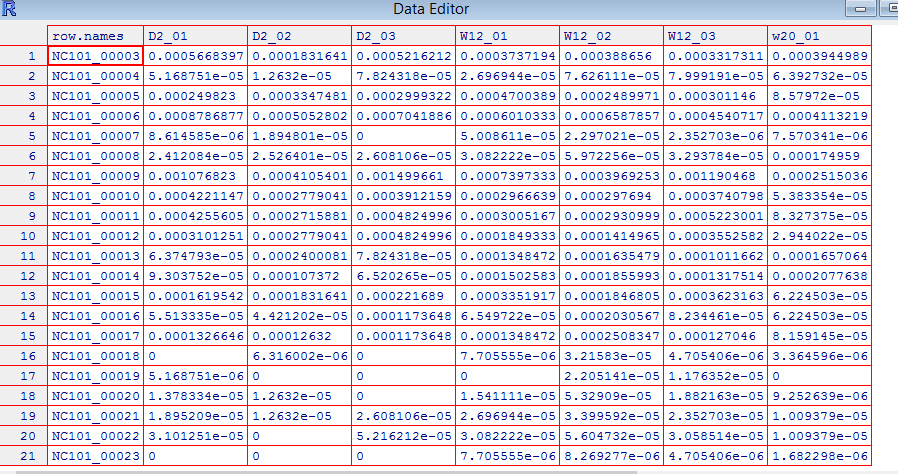 R Data Editor
row.names D2_01 D2_02 D2_03 W12_01 W12_02 W12_03 w20_01
1 NC101_00003 0.0005668397 0.0001831641 0.0005216212 0.0003737194 0.000388656 0.0003317311 0.0003944989
2 NC101_00004 5.168751e-05 1.2632e-05 7.824318e-05 2.696944e-05 7.626111e-05 7.999191e-05 6.392732e-05
3 NC101_00005 0.000249823 0.0003347481 0.0002999322 0.0004700389 0.0002489971 0.000301146 8.57972e-05
4 NC101_00006 0.0008786877 0.0005052802 0.0007041886 0.0006010333 0.0006587857 0.0004540717 0.0004113219
5 NC101_00007 8.614585e-06 1.894801e-05 0 5.008611e-05 2.297021e-05 2.352703e-06 7.570341e-06
6 NC101_00008 2.412084e-05 2.526401e-05 2.608106e-05 3.082222e-05 5.972256e-05 3.293784e-05 0.000174959
7 NC101_00009 0.001076823 0.0004105401 0.001499661 0.0007397333 0.0003969253 0.001190468 0.0002515036
8 NC101_00010 0.0004221147 0.0002779041 0.0003912159 0.0002966639 0.000297694 0.0003740798 5.383354e-05
9 NC101_00011 0.0004255605 0.0002715881 0.0004824996 0.0003005167 0.0002930999 0.0005223001 8.327375e-05
10 NC101_00012 0.0003101251 0.0002779041 0.0004824996 0.0001849333 0.0001414965 0.0003552582 2.944022e-05
11 NC101_00013 6.374793e-05 0.0002400081 7.824318e-05 0.0001348472 0.0001635479 0.0001011662 0.0001657064
12 NC101_00014 9.303752e-05 0.000107372 6.520265e-05 0.0001502583 0.0001855993 0.0001317514 0.0002077638
13 NC101_00015 0.0001619542 0.0001831641 0.000221689 0.0003351917 0.0001846805 0.0003623163 6.224503e-05
14 NC101_00016 5.513335e-05 4.421202e-05 0.0001173648 6.549722e-05 0.0002030567 8.234461e-05 6.224503e-05
15 NC101_00017 0.0001326646 0.00012632 0.0001173648 0.0001348472 0.0002508347 0.000127046 8.159145e-05
16 NC101_00018 0 6.316002e-06 0 7.705555e-06 3.21583e-05 4.705406e-06 3.364596e-06
17 NC101_00019 5.168751e-06 0 0 0 2.205141e-05 1.176352e-05 0
18 NC101_00020 1.378334e-05 1.2632e-05 0 1.541111e-05 5.32909e-05 1.882163e-05 9.252639e-06
19 NC101_00021 1.895209e-05 1.2632e-05 2.608106e-05 2.696944e-05 3.399592e-05 2.352703e-05 1.009379e-05
20 NC101_00022 3.101251e-05 0 5.216212e-05 3.082222e-05 5.604732e-05 3.058514e-05 1.009379e-05
21 NC101_00023 0 0 0 7.705555e-06 8.269277e-06 4.705406e-06 1.682298e-06